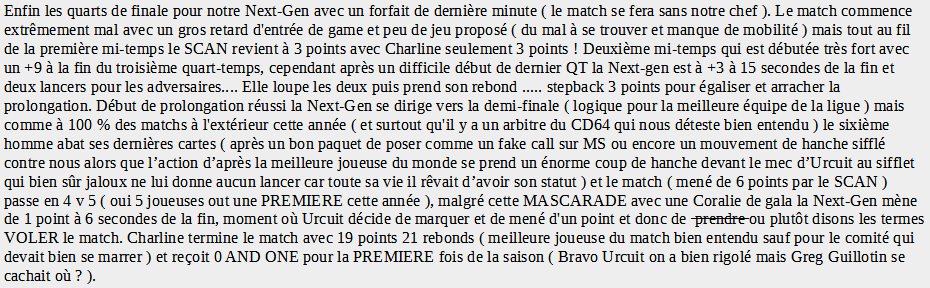 Enfin les quarts de finale pour notre Next-Gen avec un forfait de dernière minute ( le match se fera sans notre chef ). Le match commence
extrêmement mal avec un gros retard d'entrée de game et peu de jeu proposé ( du mal à se trouver et manque de mobilité ) mais tout au fil
de la première mi-temps le SCAN revient à 3 points avec Charline seulement 3 points ! Deuxième mi-temps qui est débutée très fort avec
un +9 à la fin du troisième quart-temps, cependant après un difficile début de dernier QT la Next-gen est à +3 à 15 secondes de la fin et
deux lancers pour les adversaires.... Elle loupe les deux puis prend son rebond ..... stepback 3 points pour égaliser et arracher la
prolongation. Début de prolongation réussi la Next-Gen se dirige vers la demi-finale ( logique pour la meilleure équipe de la ligue ) mais
comme à 100 % des matchs à l'extérieur cette année ( et surtout qu'il y a un arbitre du CD64 qui nous déteste bien entendu ) le sixième
homme abat ses dernières cartes ( après un bon paquet de poser comme un fake call sur MS ou encore un mouvement de hanche sifflé
contre nous alors que l’action d’après la meilleure joueuse du monde se prend un énorme coup de hanche devant le mec d’Urcuit au sifflet
qui bien sûr jaloux ne lui donne aucun lancer car toute sa vie il rêvait d’avoir son statut ) et le match ( mené de 6 points par le SCAN )
passe en 4 v 5 ( oui 5 joueuses out une PREMIERE cette année ), malgré cette MASCARADE avec une Coralie de gala la Next-Gen mène
de 1 point à 6 secondes de la fin, moment où Urcuit décide de marquer et de mené d'un point et donc de prendre ou plutôt disons les termes
VOLER le match. Charline termine le match avec 19 points 21 rebonds ( meilleure joueuse du match bien entendu sauf pour le comité qui
devait bien se marrer ) et reçoit 0 AND ONE pour la PREMIERE fois de la saison ( Bravo Urcuit on a bien rigolé mais Greg Guillotin se
cachait où ? ).